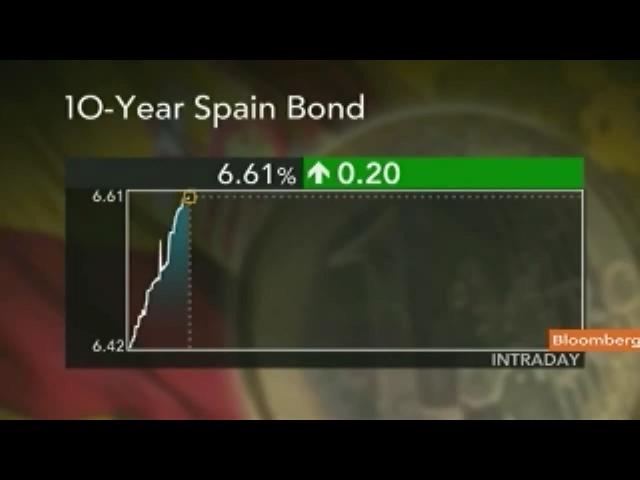 10-Year Spain Bond
6.61% ↑ 0.20
6.61
6.42
Bloomberg
INTRADAY